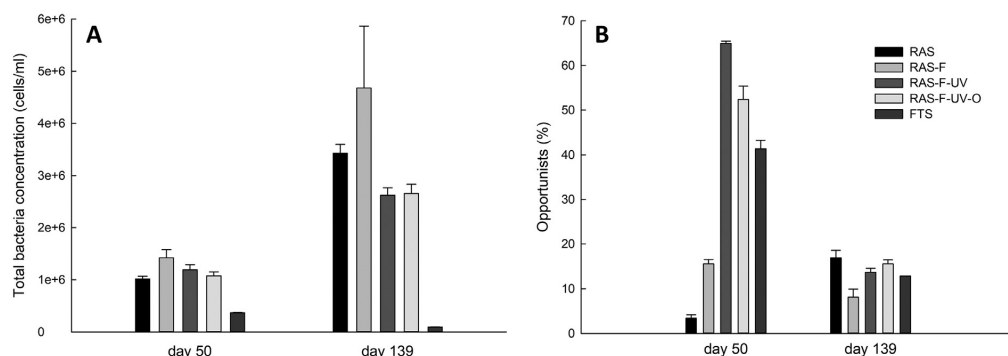 A
Total bacteria concentration (cells/ml)
6e+6
5e+6
4e+6
3e+6
2e+6
1e+6
0
day 50
day 139
B
Opportunists (%)
70
60
50
40
30
20
10
0
day 50
day 139
RAS
RAS-F
RAS-F-UV
RAS-F-UV-O
FTS